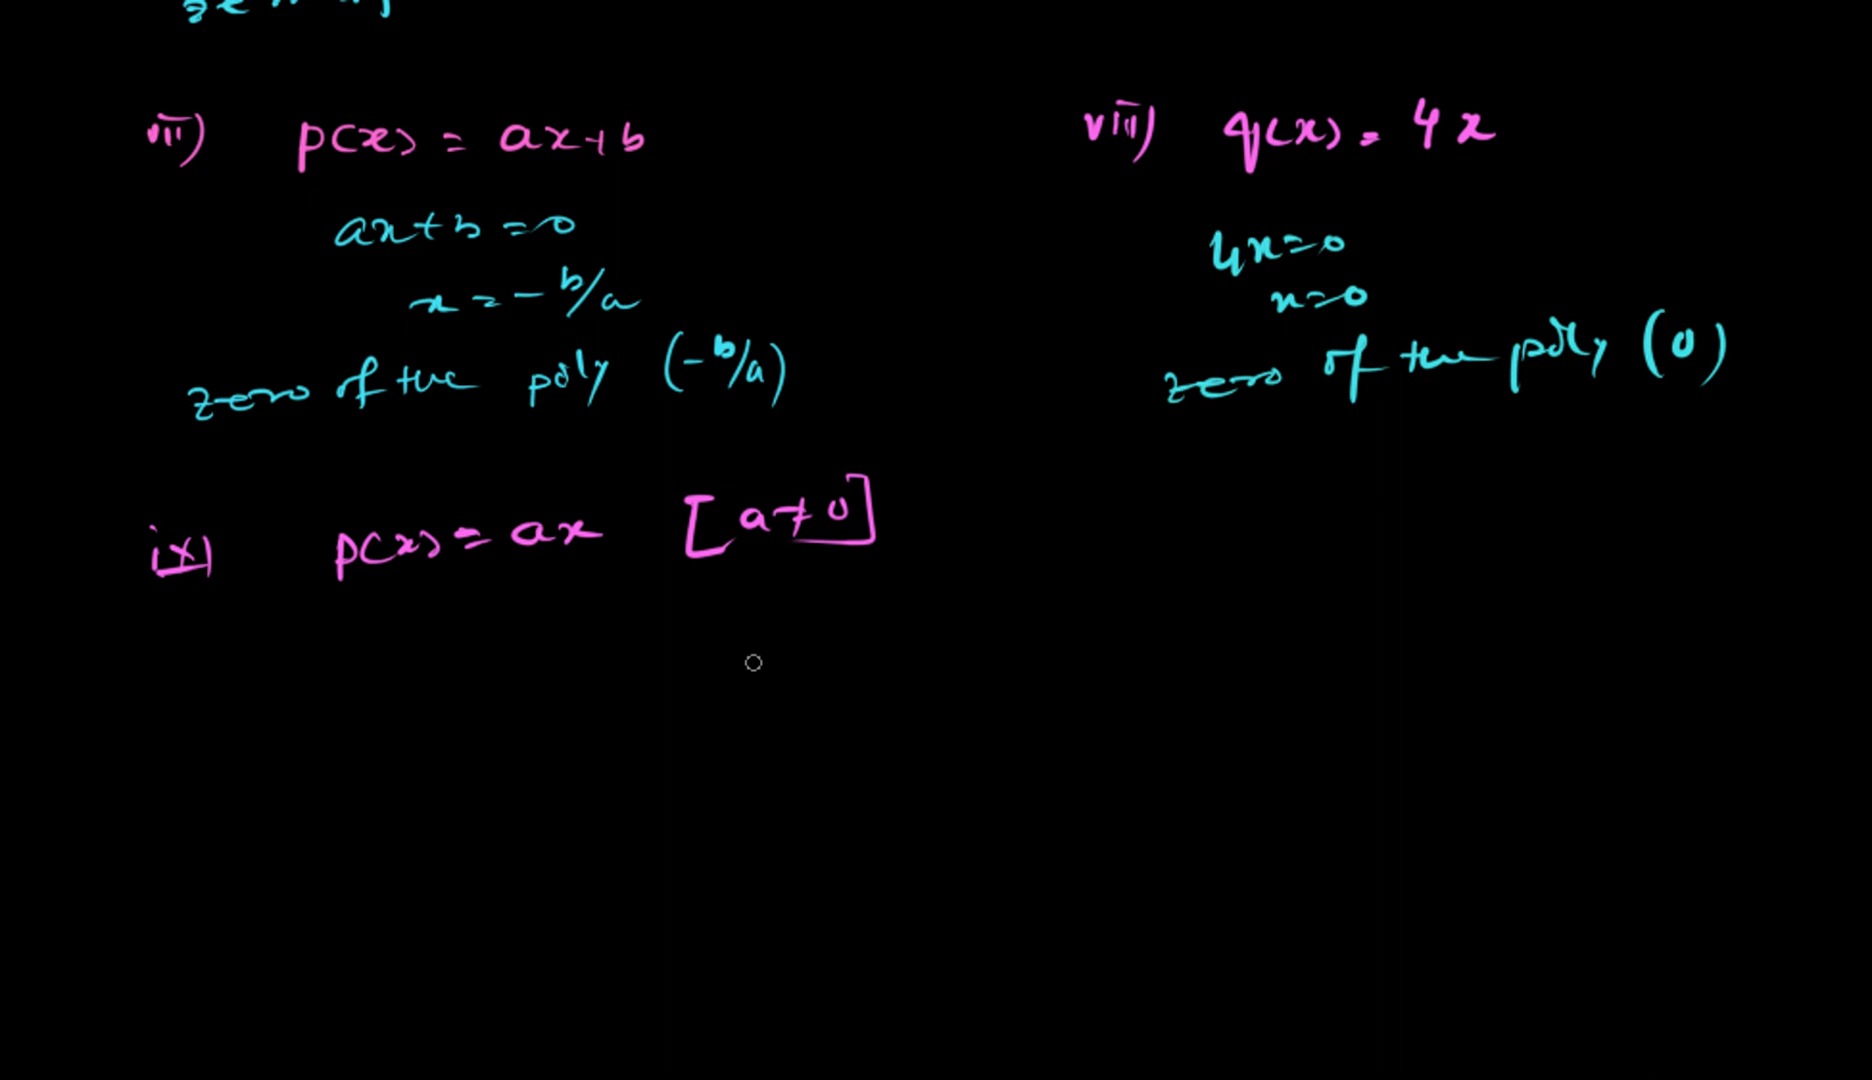 vii) p(x) = ax+b
ax+b=0
x = -b/a
zero of the poly (-b/a)
viii) q(x) = 4x
4x=0
x=0
zero of the poly (0)
ix) p(x) = ax [a≠0]